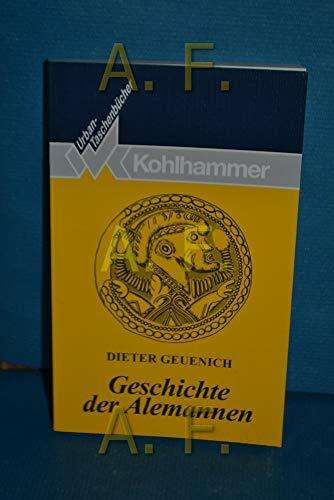 A. F.
Urban-
Taschenbücher
Kohlhammer
A. F.
DIETER GEUENICH
Geschichte
der Alemannen
A. F.